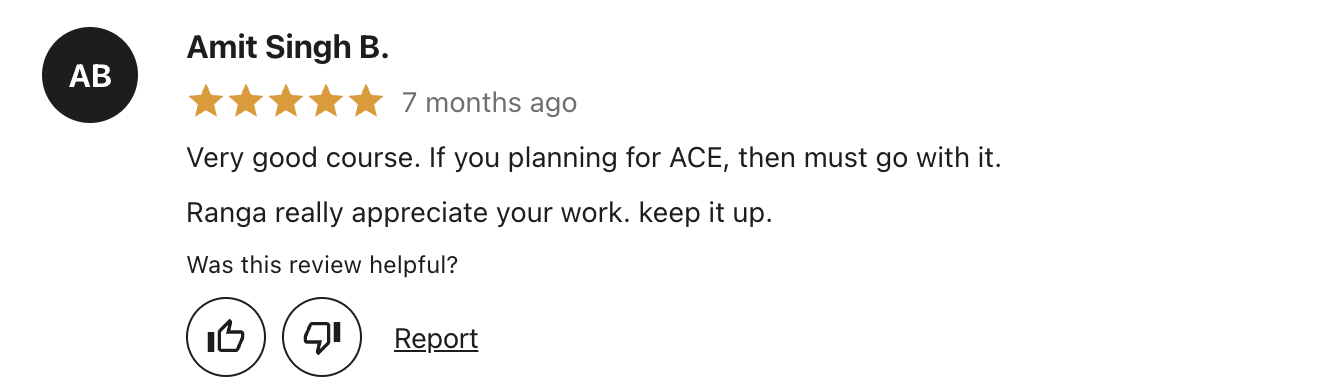 AB
Amit Singh B.
7 months ago
Very good course. If you planning for ACE, then must go with it.
Ranga really appreciate your work. keep it up.
Was this review helpful?
Report